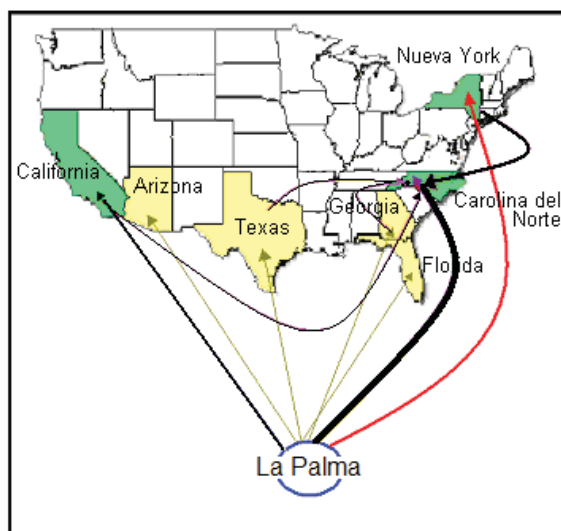 Nueva York
California
Arizona
Texas
Georgia
Carolina del
Norte
Florida
La Palma